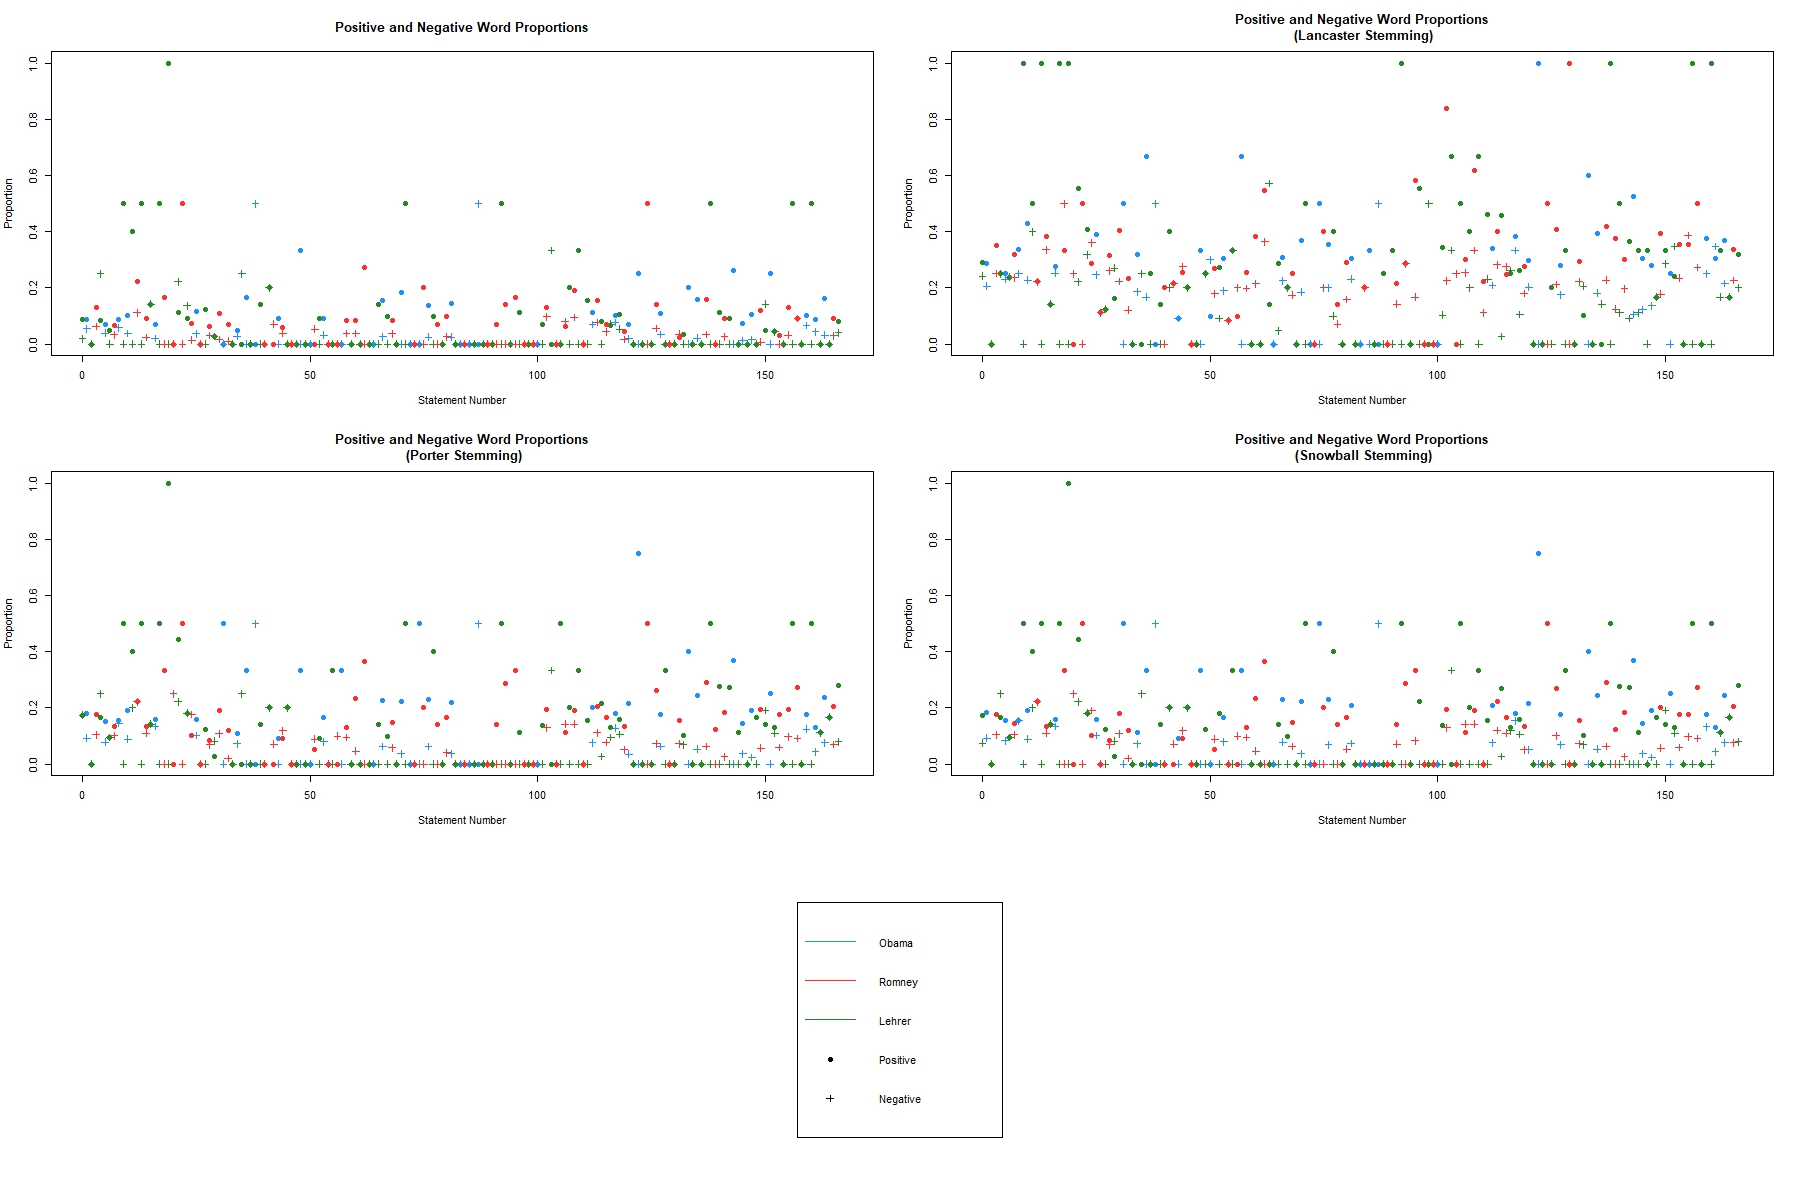 Positive and Negative Word Proportions
Proportion
1.0
0.8
0.6
0.4
0.2
0.0
0 50 100 150
Statement Number
Positive and Negative Word Proportions
(Lancaster Stemming)
Proportion
1.0
0.8
0.6
0.4
0.2
0.0
0 50 100 150
Statement Number
Positive and Negative Word Proportions
(Porter Stemming)
Proportion
1.0
0.8
0.6
0.4
0.2
0.0
0 50 100 150
Statement Number
Positive and Negative Word Proportions
(Snowball Stemming)
Proportion
1.0
0.8
0.6
0.4
0.2
0.0
0 50 100 150
Statement Number
Obama
Romney
Lehrer
Positive
Negative